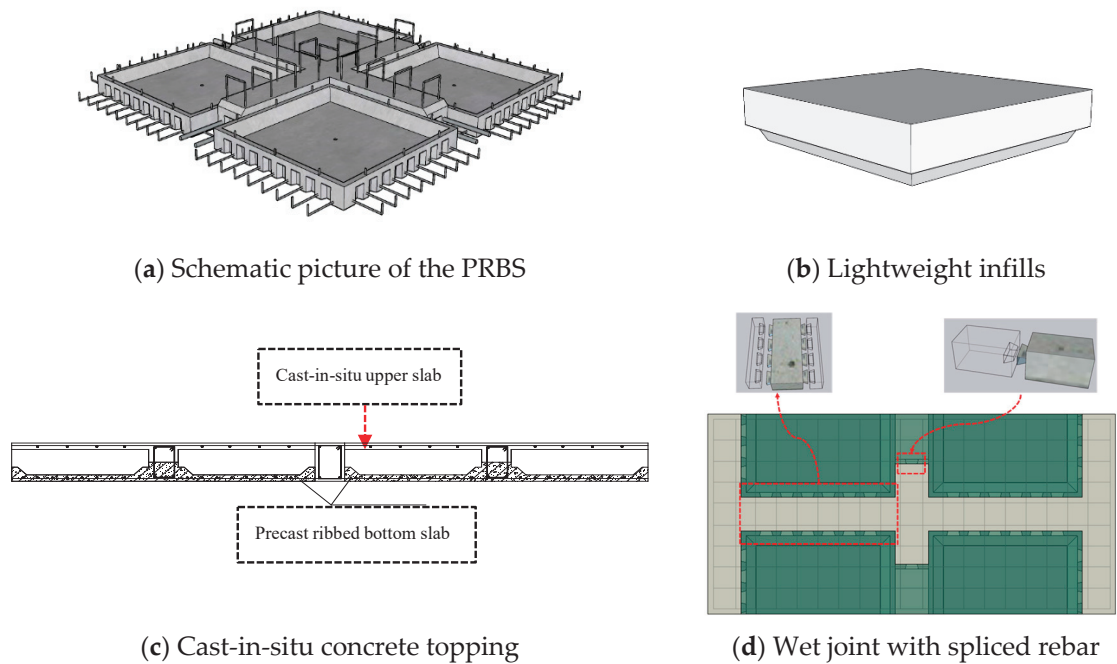 (a) Schematic picture of the PRBS
(b) Lightweight infills
Cast-in-situ upper slab
Precast ribbed bottom slab
(c) Cast-in-situ concrete topping
(d) Wet joint with spliced rebar